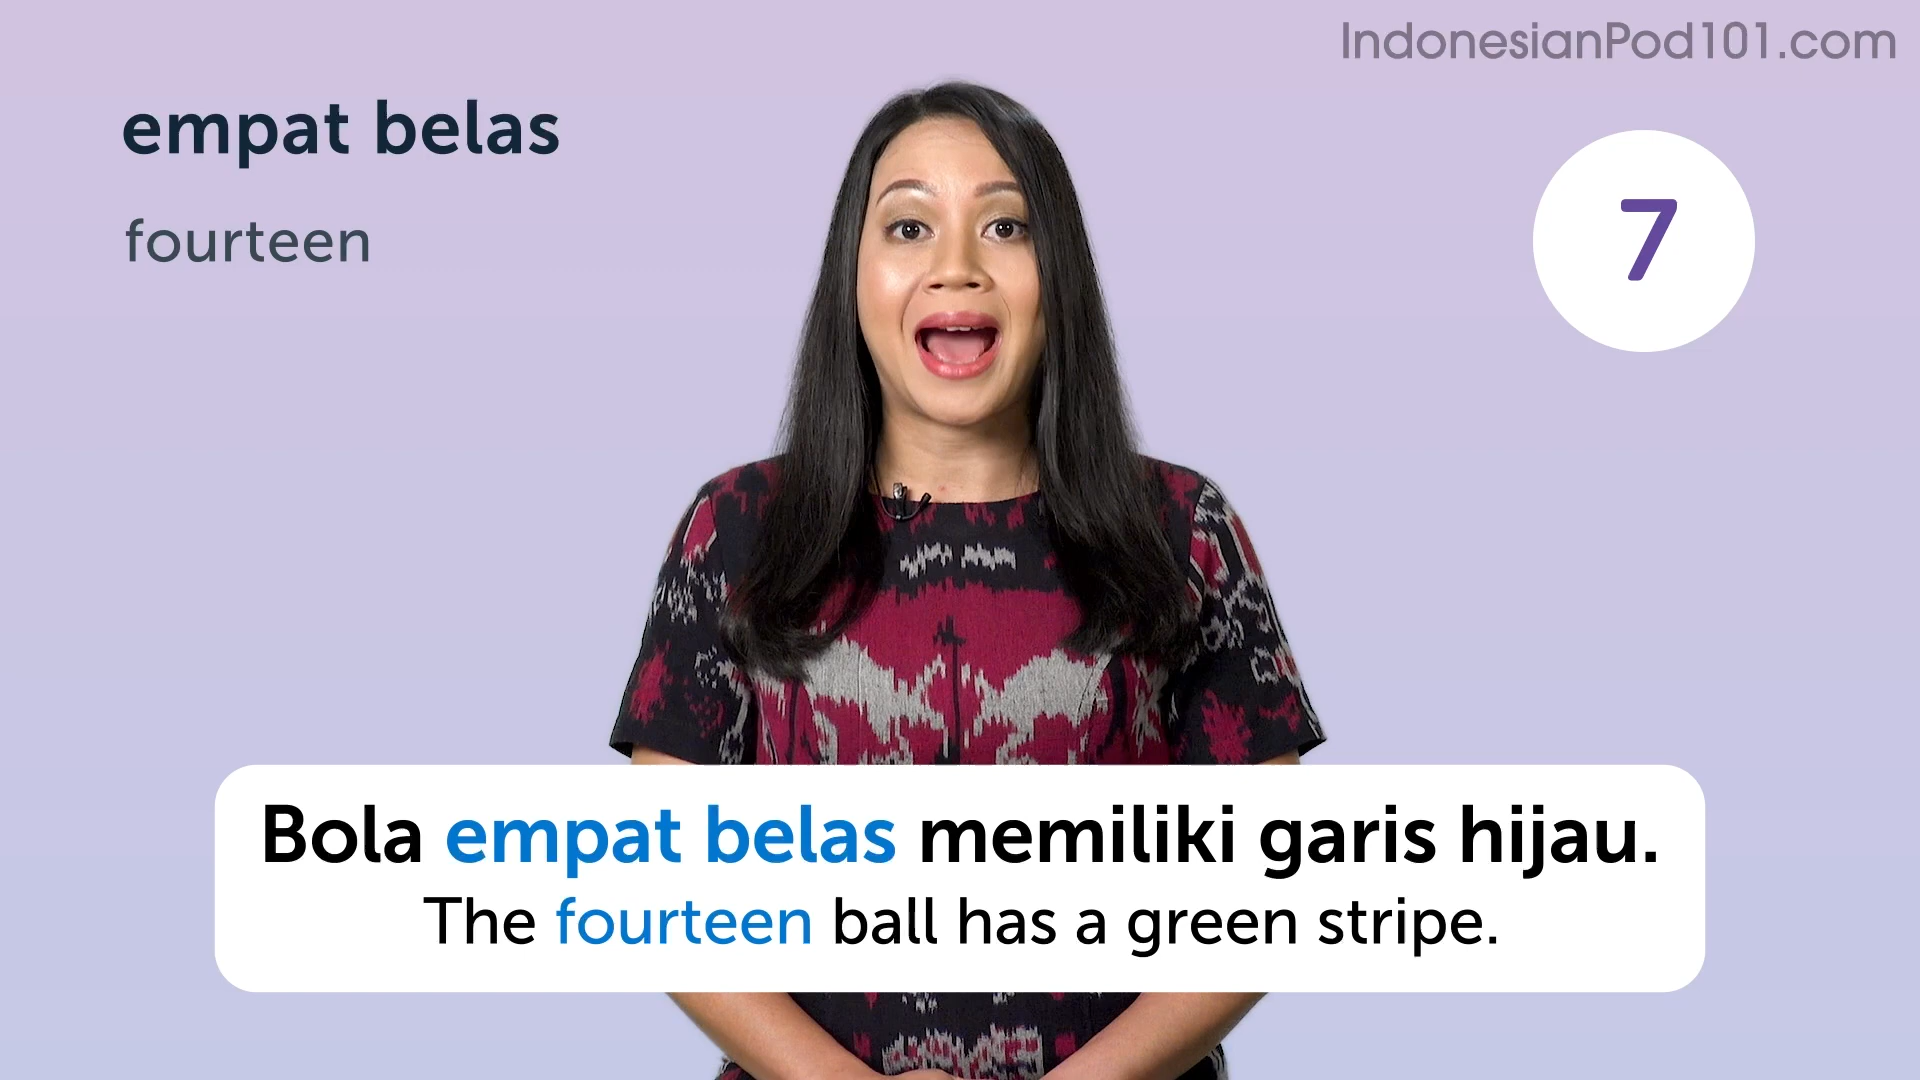 IndonesianPod101.com
empat belas
fourteen
7
Bola empat belas memiliki garis hijau.
The fourteen ball has a green stripe.